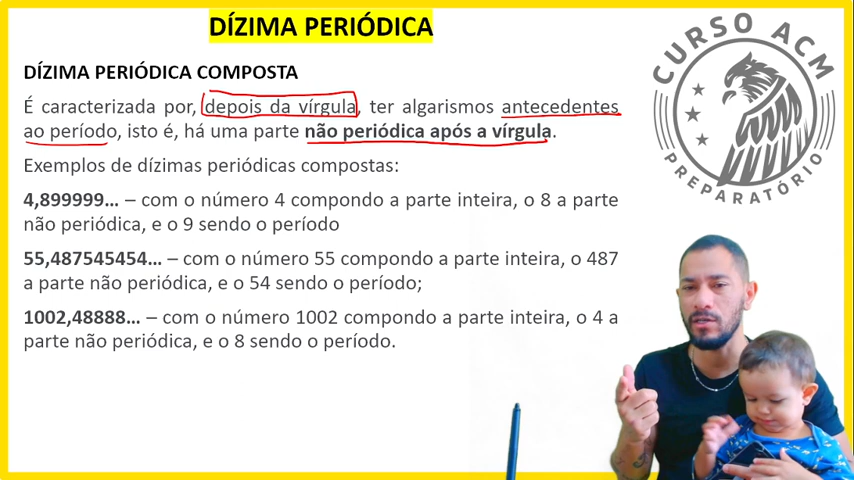 DÍZIMA PERIÓDICA
DÍZIMA PERIÓDICA COMPOSTA
É caracterizada por, depois da vírgula, ter algarismos antecedentes
ao período, isto é, há uma parte não periódica após a vírgula.
Exemplos de dízimas periódicas compostas:
4,899999... – com o número 4 compondo a parte inteira, o 8 a parte
não periódica, e o 9 sendo o período
55,487545454... – com o número 55 compondo a parte inteira, o 487
a parte não periódica, e o 54 sendo o período;
1002,48888... – com o número 1002 compondo a parte inteira, o 4 a
parte não periódica, e o 8 sendo o período.
CURSO ACM
PREPARATÓRIO